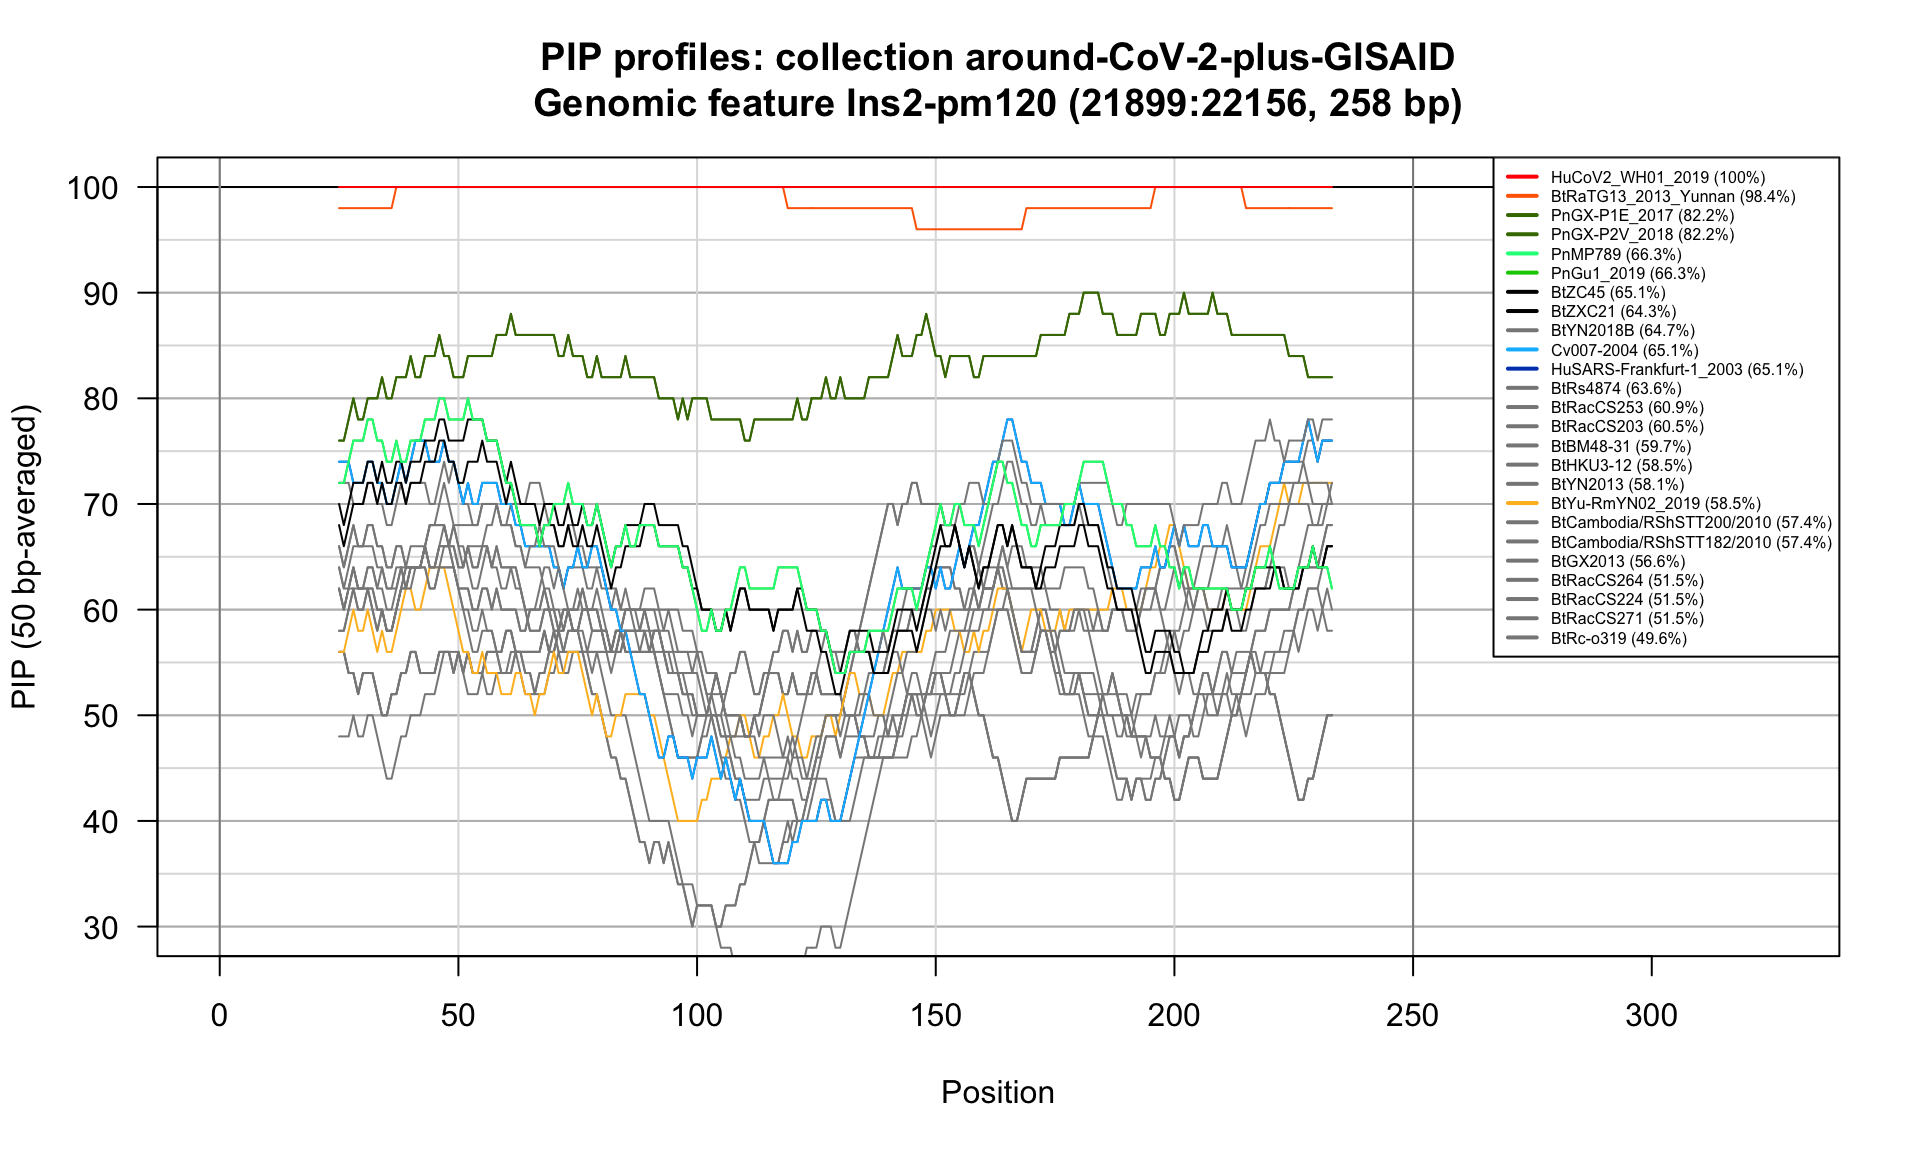 PIP profiles: collection around-CoV-2-plus-GISAID
Genomic feature Ins2-pm120 (21899:22156, 258 bp)
PIP (50 bp-averaged)
100
90
80
70
60
50
40
30
HuCoV2_WH01_2019 (100%)
BtRaTG13_2013_Yunnan (98.4%)
PnGX-P1E_2017 (82.2%)
PnGX-P2V_2018 (82.2%)
PnMP789 (66.3%)
PnGu1_2019 (66.3%)
BtZC45 (65.1%)
BtZXC21 (64.3%)
BtYN2018B (64.7%)
Cv007-2004 (65.1%)
HuSARS-Frankfurt-1_2003 (65.1%)
BtRs4874 (63.6%)
BtRacCS253 (60.9%)
BtRacCS203 (60.5%)
BtBM48-31 (59.7%)
BtHKU3-12 (58.5%)
BtYN2013 (58.1%)
BtYu-RmYN02_2019 (58.5%)
BtCambodia/RShSTT200/2010 (57.4%)
BtCambodia/RShSTT182/2010 (57.4%)
BtGX2013 (56.6%)
BtRacCS264 (51.5%)
BtRacCS224 (51.5%)
BtRacCS271 (51.5%)
BtRc-o319 (49.6%)
0 50 100 150 200 250 300
Position